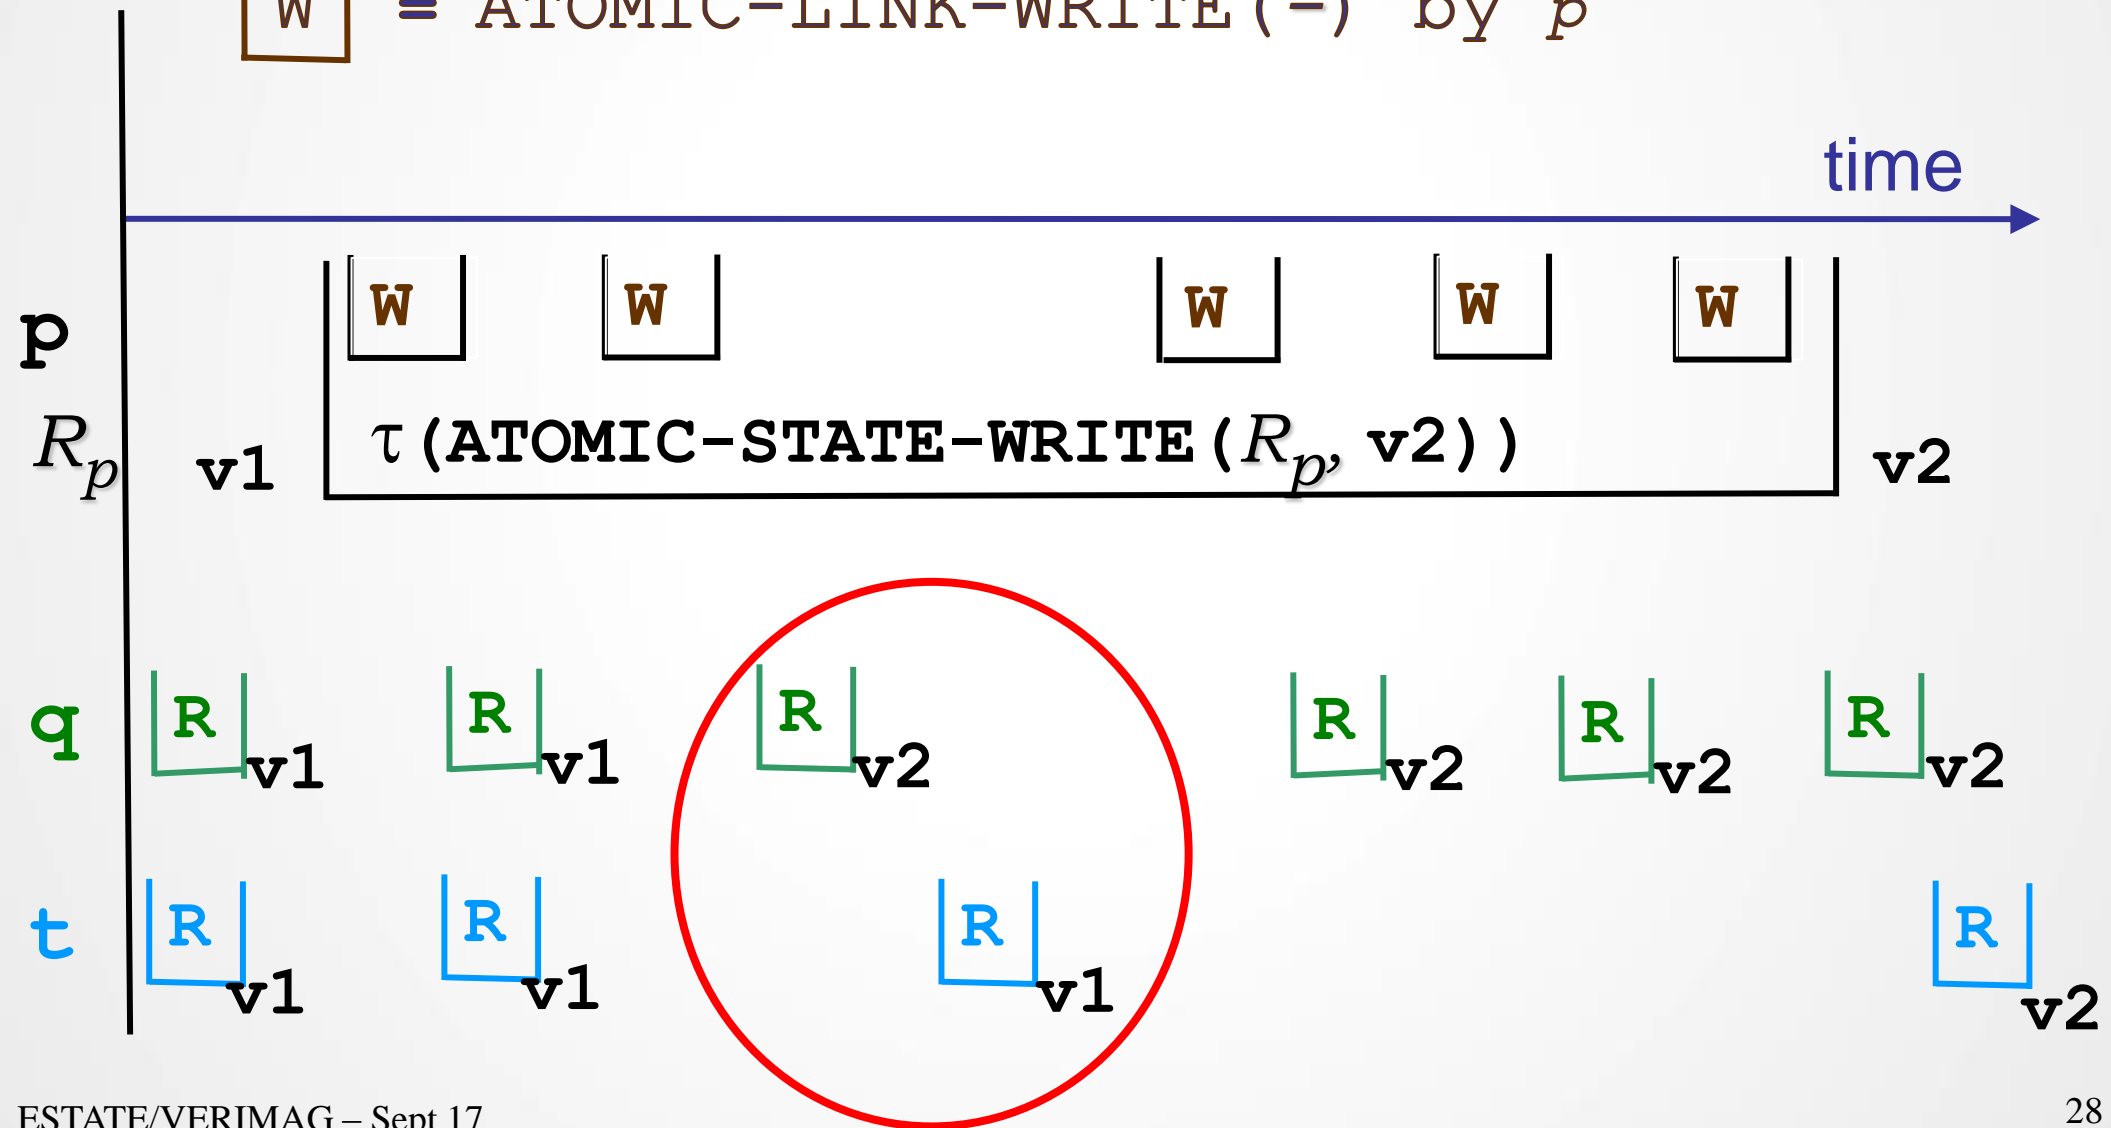 W = ATOMIC-LINK-WRITE(-) by p
time
W W W W W
p
Rp v1 τ(ATOMIC-STATE-WRITE(Rp, v2)) v2
q R v1 R v1 R v2 R v2 R v2 R v2
t R v1 R v1 R v1 R v2
ESTATE/VERIMAG – Sept 17
28